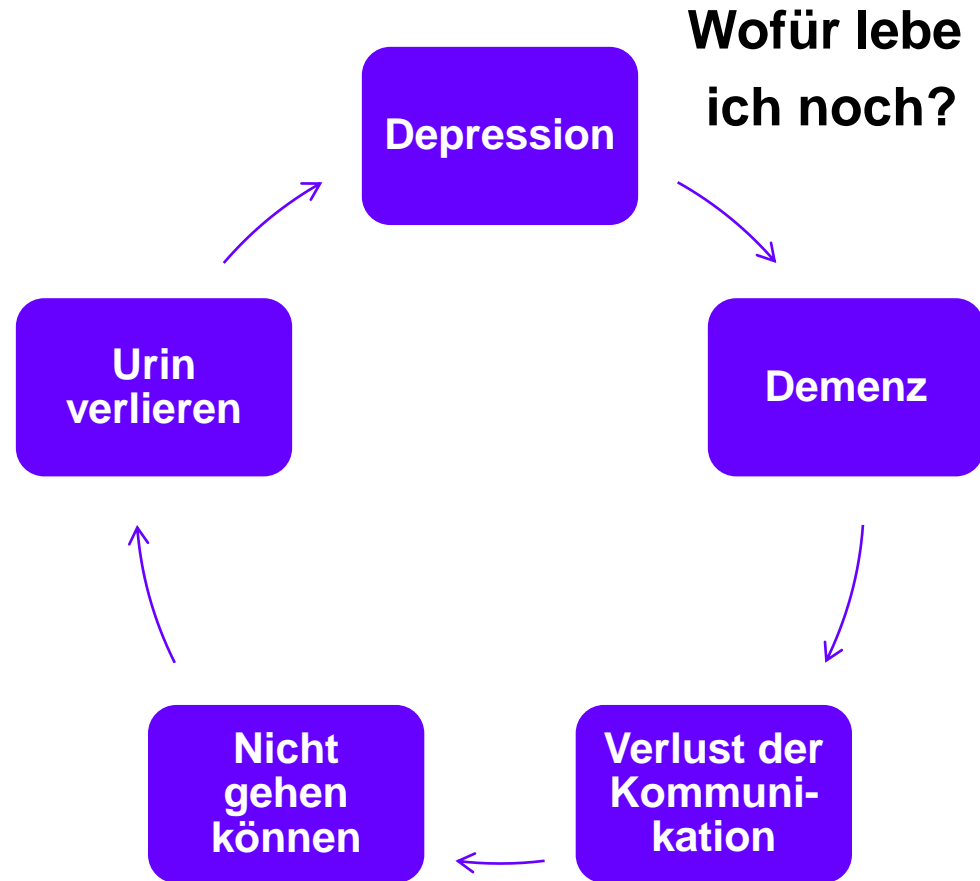 Wofür lebe
ich noch?
Depression
Demenz
Verlust der
Kommuni-
kation
Nicht
gehen
können
Urin
verlieren